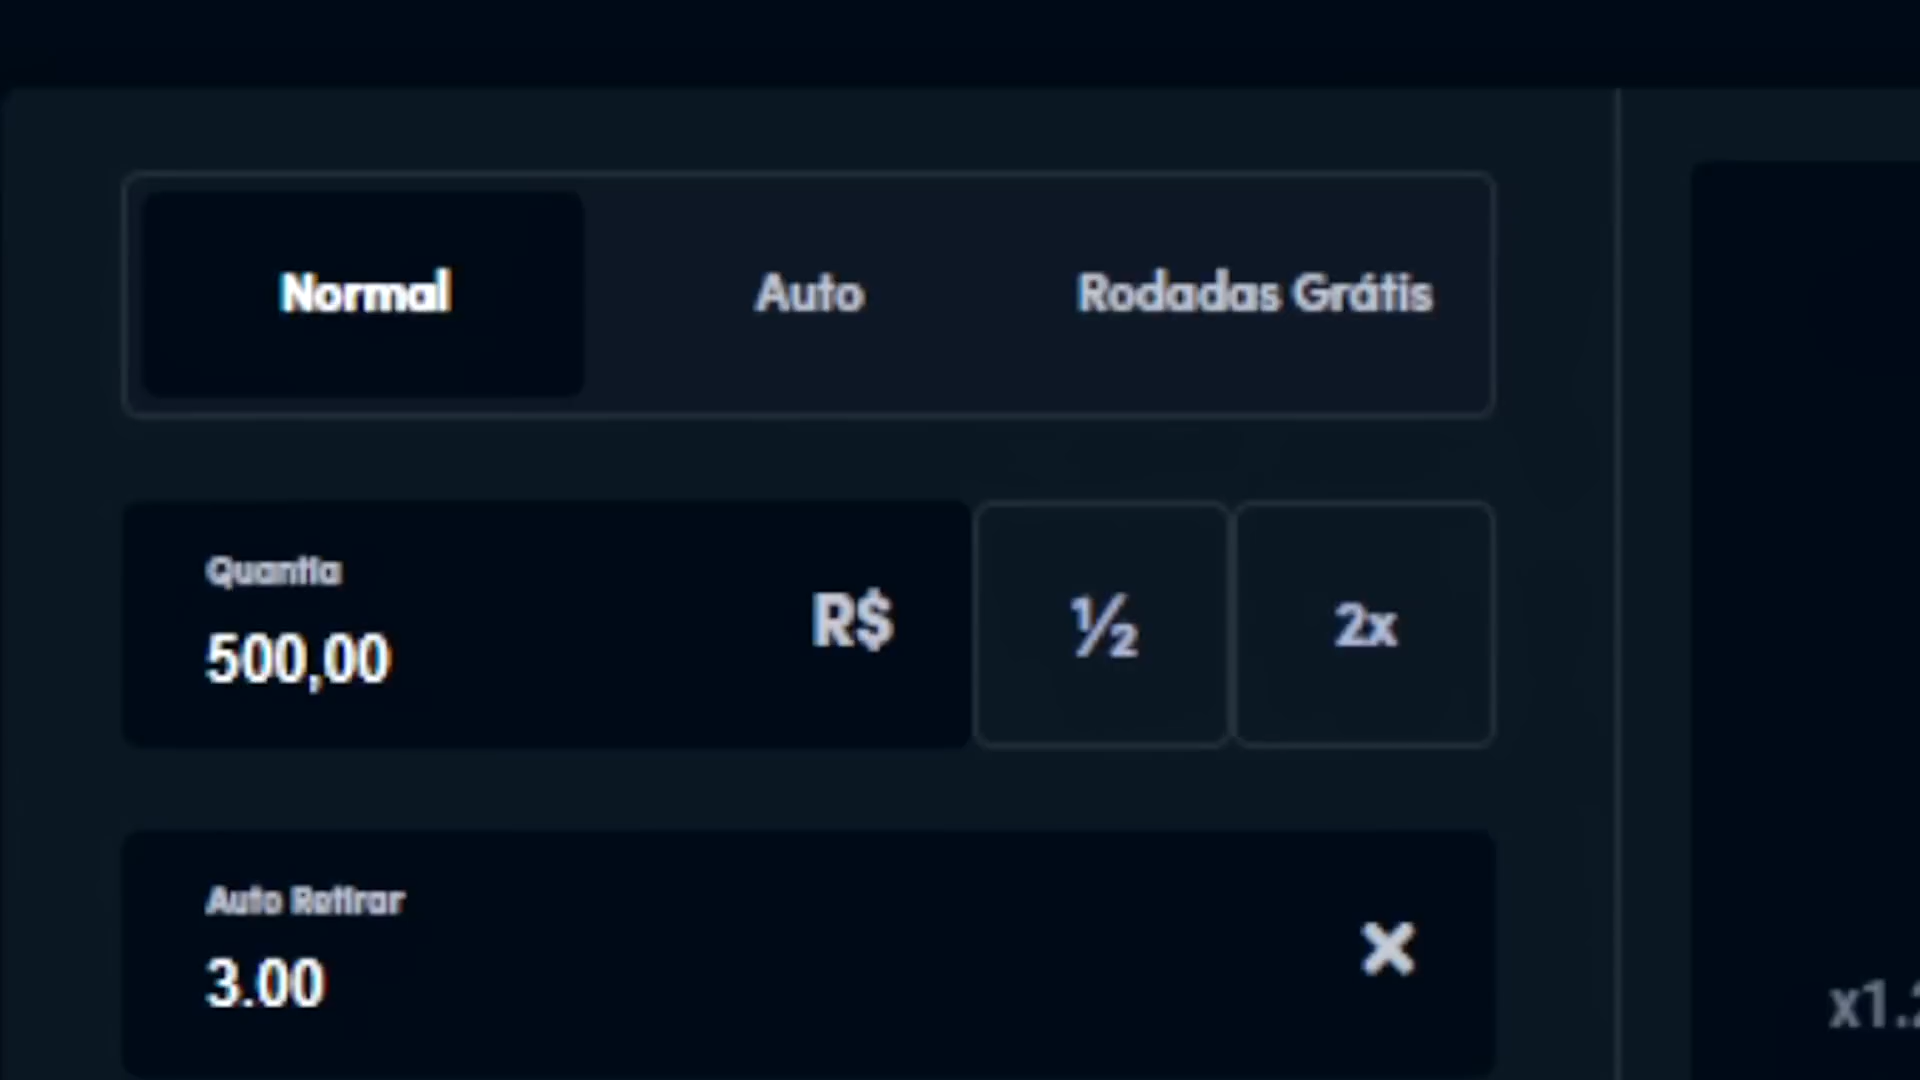 Normal Auto Rodadas Grátis
Quantia
500,00 R$ ½ 2x
Auto Retirar
3.00